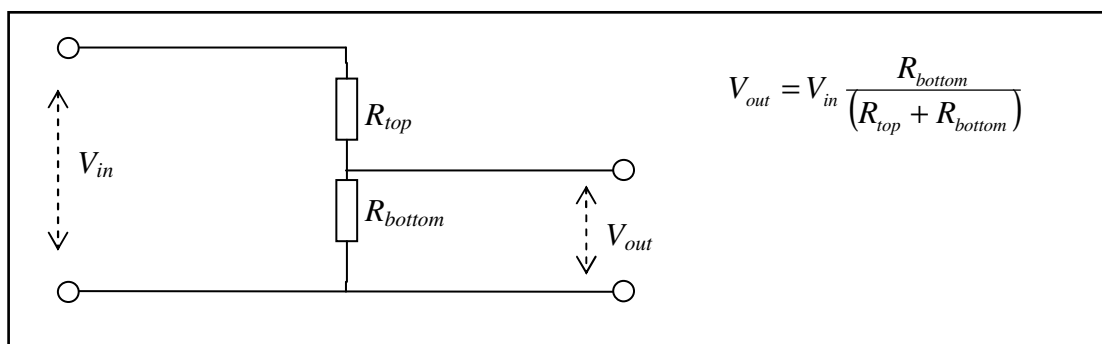 V_in
R_top
R_bottom
V_out
V_out = V_in R_bottom / (R_top + R_bottom)